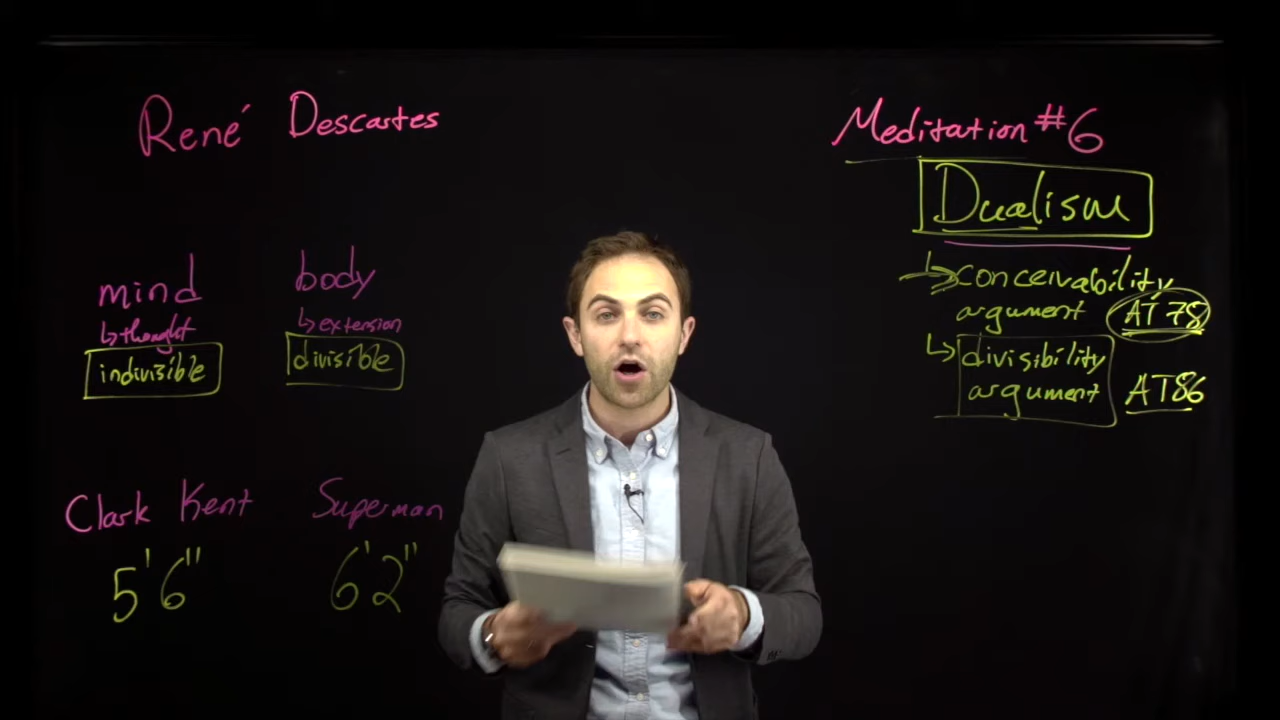 René Descartes
mind body
↳thought ↳extension
indivisible divisible
Clark Kent Superman
5'6" 6'2"
Meditation #6
Dualism
↳conceivability
argument AT 78
↳divisibility
argument AT86